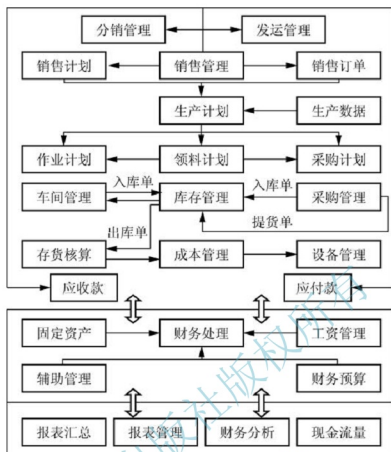 分销管理 发运管理
销售计划 销售管理 销售订单
生产计划 生产数据
作业计划 领料计划 采购计划
入库单 入库单
车间管理 库存管理 采购管理
出库单 提货单
存货核算 成本管理 设备管理
应收款 应付款
固定资产 财务处理 工资管理
辅助管理 财务预算
报表汇总 报表管理 财务分析 现金流量
版社版权所有